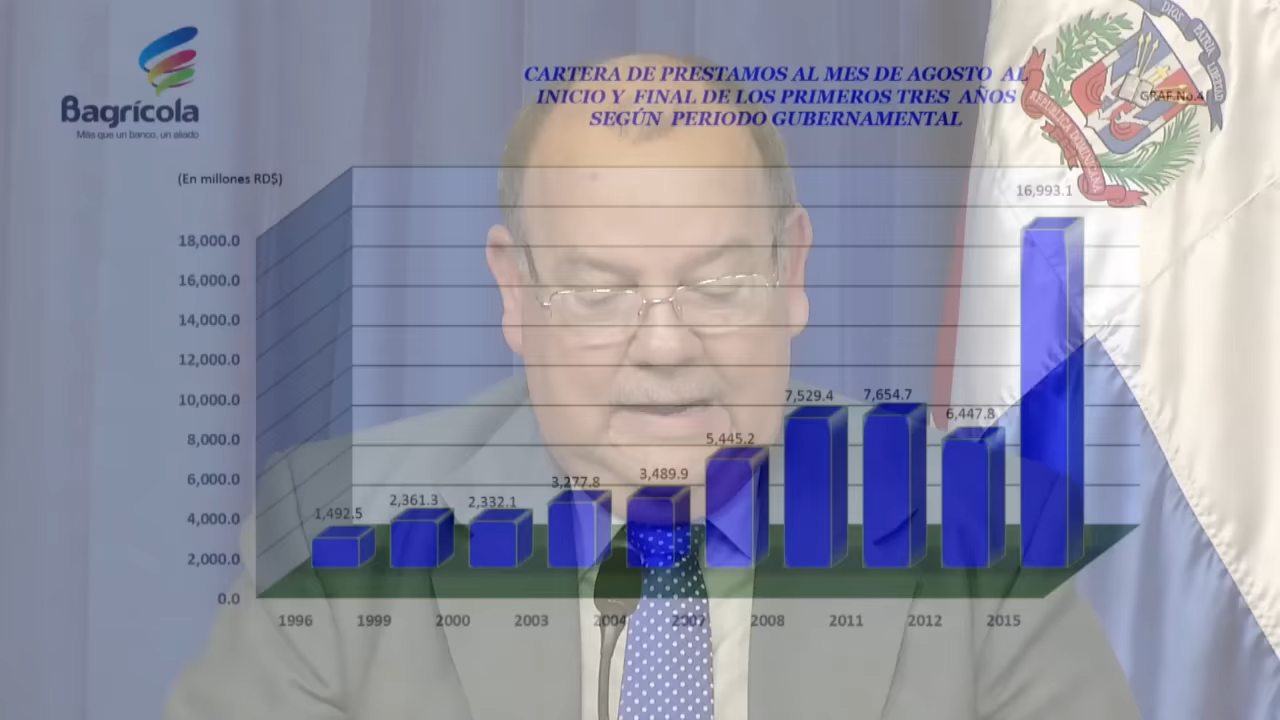 Bagrícola
Más que un banco, un aliado
CARTERA DE PRESTAMOS AL MES DE AGOSTO AL
INICIO Y FINAL DE LOS PRIMEROS TRES AÑOS
SEGÚN PERIODO GUBERNAMENTAL
DIOS PATRIA LIBERTAD
GRAF.No.4
REPUBLICA DOMINICANA
(En millones RD$)
16,993.1
18,000.0
16,000.0
14,000.0
12,000.0
10,000.0
8,000.0
6,000.0
4,000.0
2,000.0
0.0
1,492.5
2,361.3
2,332.1
3,277.8
3,489.9
5,445.2
7,529.4
7,654.7
6,447.8
1996 1999 2000 2003 2004 2007 2008 2011 2012 2015